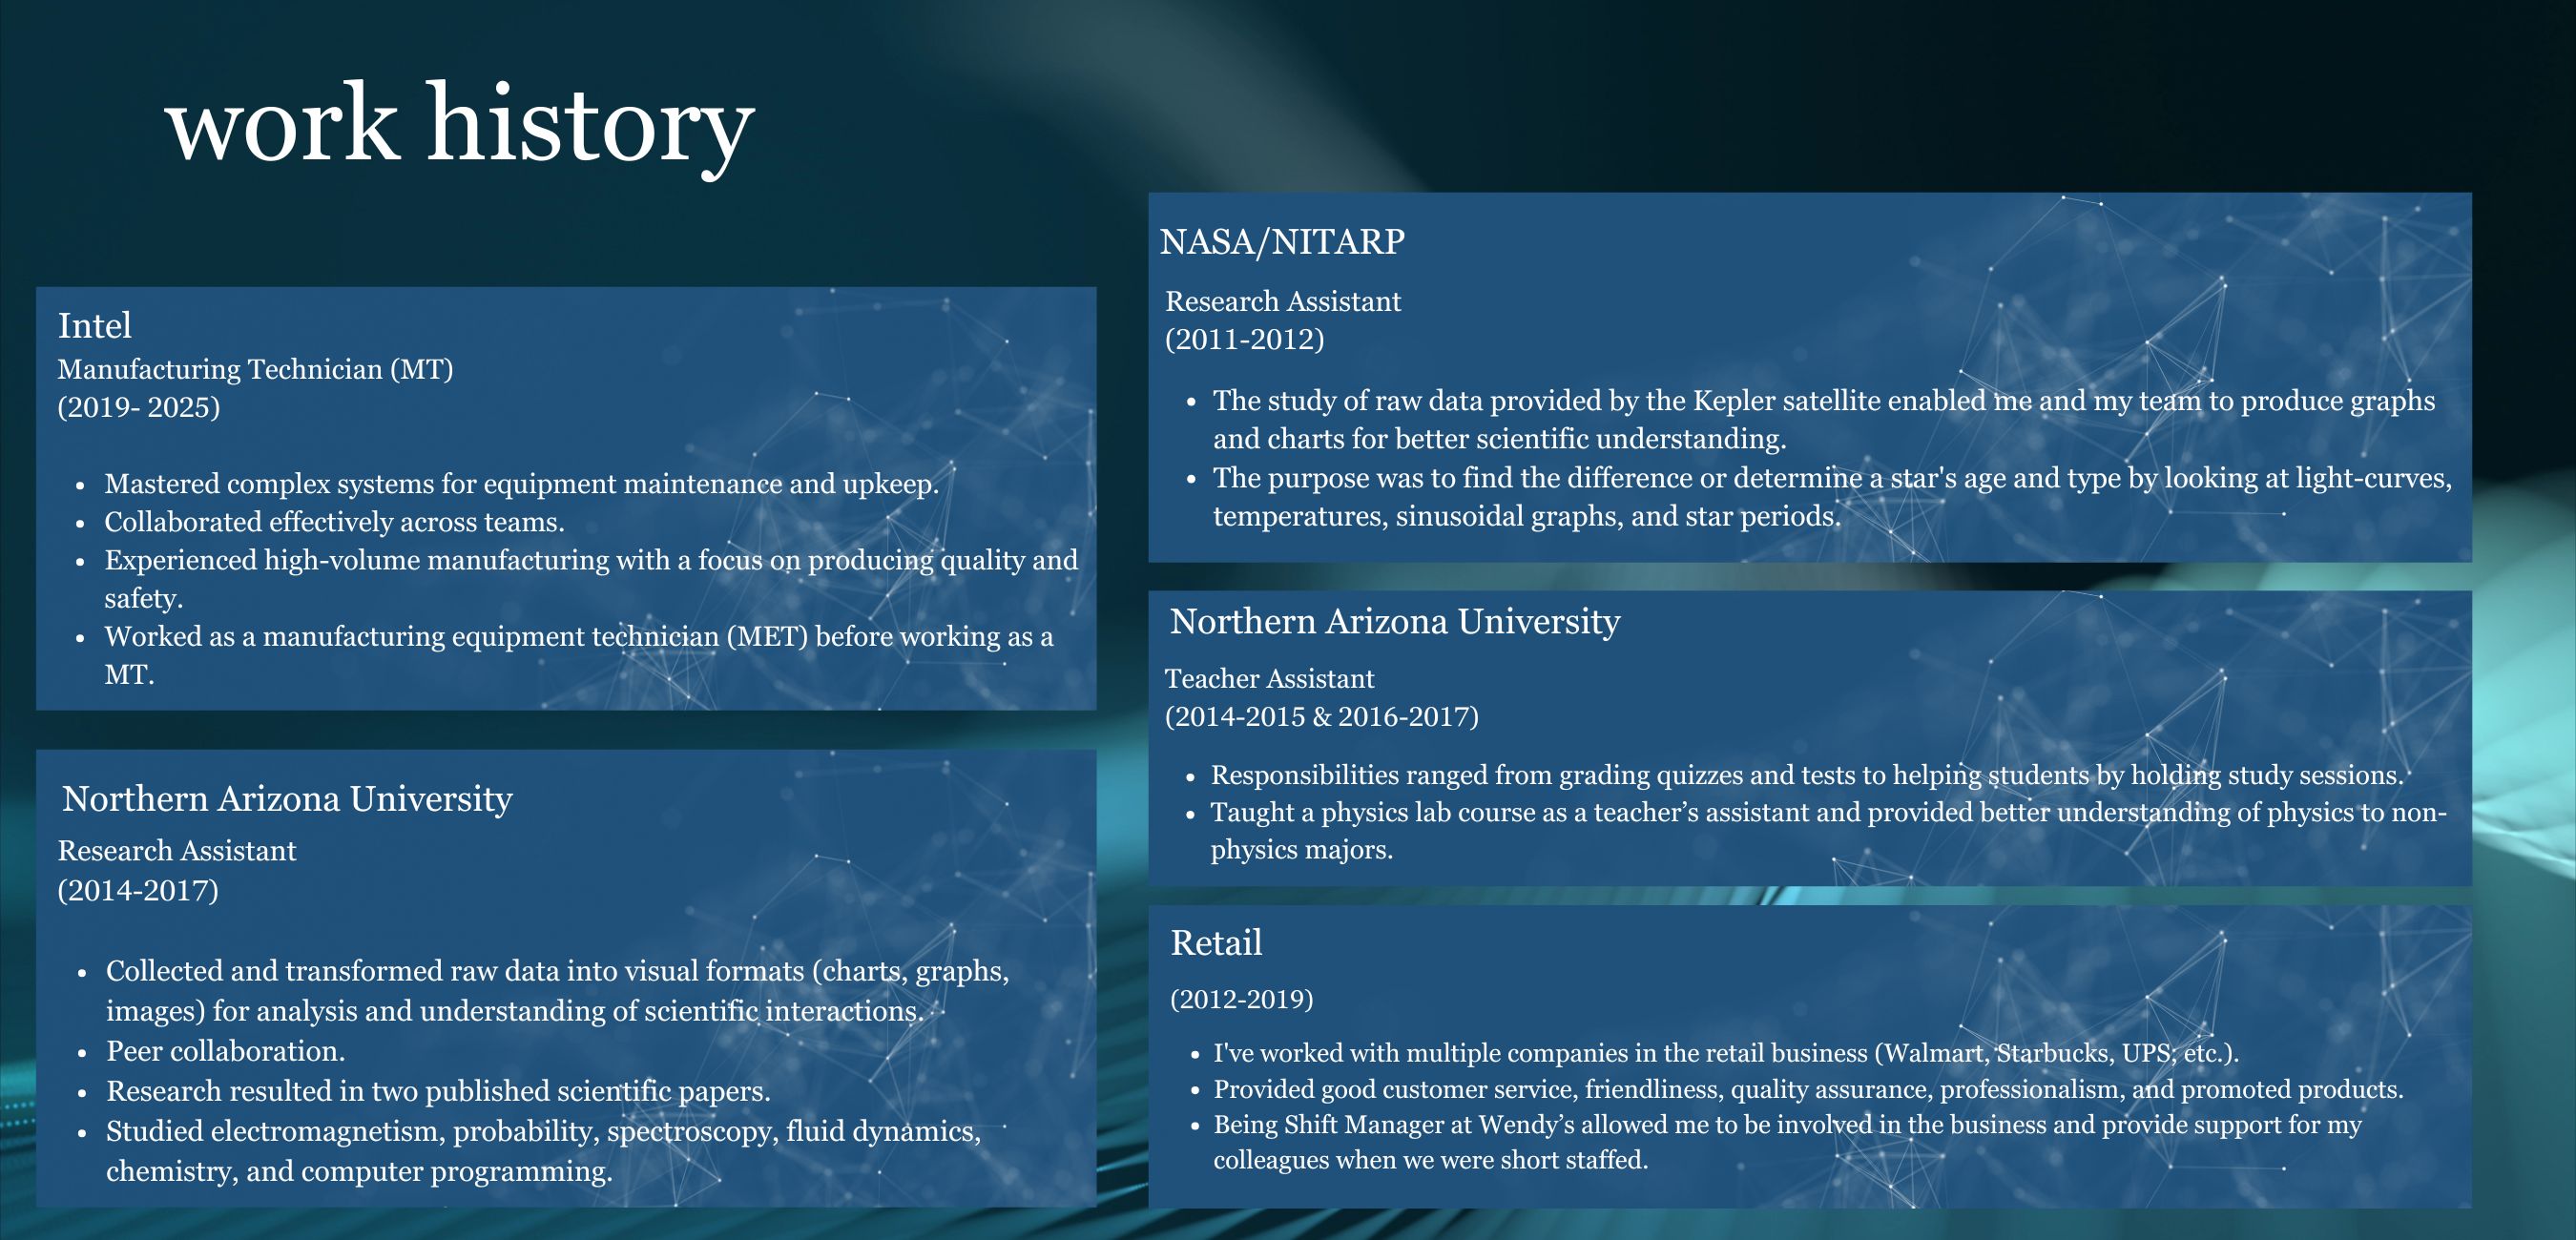 work history
Intel
Manufacturing Technician (MT)
(2019- 2025)
• Mastered complex systems for equipment maintenance and upkeep.
• Collaborated effectively across teams.
• Experienced high-volume manufacturing with a focus on producing quality and
safety.
• Worked as a manufacturing equipment technician (MET) before working as a
MT.
Northern Arizona University
Research Assistant
(2014-2017)
• Collected and transformed raw data into visual formats (charts, graphs,
images) for analysis and understanding of scientific interactions.
• Peer collaboration.
• Research resulted in two published scientific papers.
• Studied electromagnetism, probability, spectroscopy, fluid dynamics,
chemistry, and computer programming.
NASA/NITARP
Research Assistant
(2011-2012)
• The study of raw data provided by the Kepler satellite enabled me and my team to produce graphs
and charts for better scientific understanding.
• The purpose was to find the difference or determine a star's age and type by looking at light-curves,
temperatures, sinusoidal graphs, and star periods.
Northern Arizona University
Teacher Assistant
(2014-2015 & 2016-2017)
• Responsibilities ranged from grading quizzes and tests to helping students by holding study sessions.
• Taught a physics lab course as a teacher’s assistant and provided better understanding of physics to non-
physics majors.
Retail
(2012-2019)
• I've worked with multiple companies in the retail business (Walmart, Starbucks, UPS, etc.).
• Provided good customer service, friendliness, quality assurance, professionalism, and promoted products.
• Being Shift Manager at Wendy’s allowed me to be involved in the business and provide support for my
colleagues when we were short staffed.